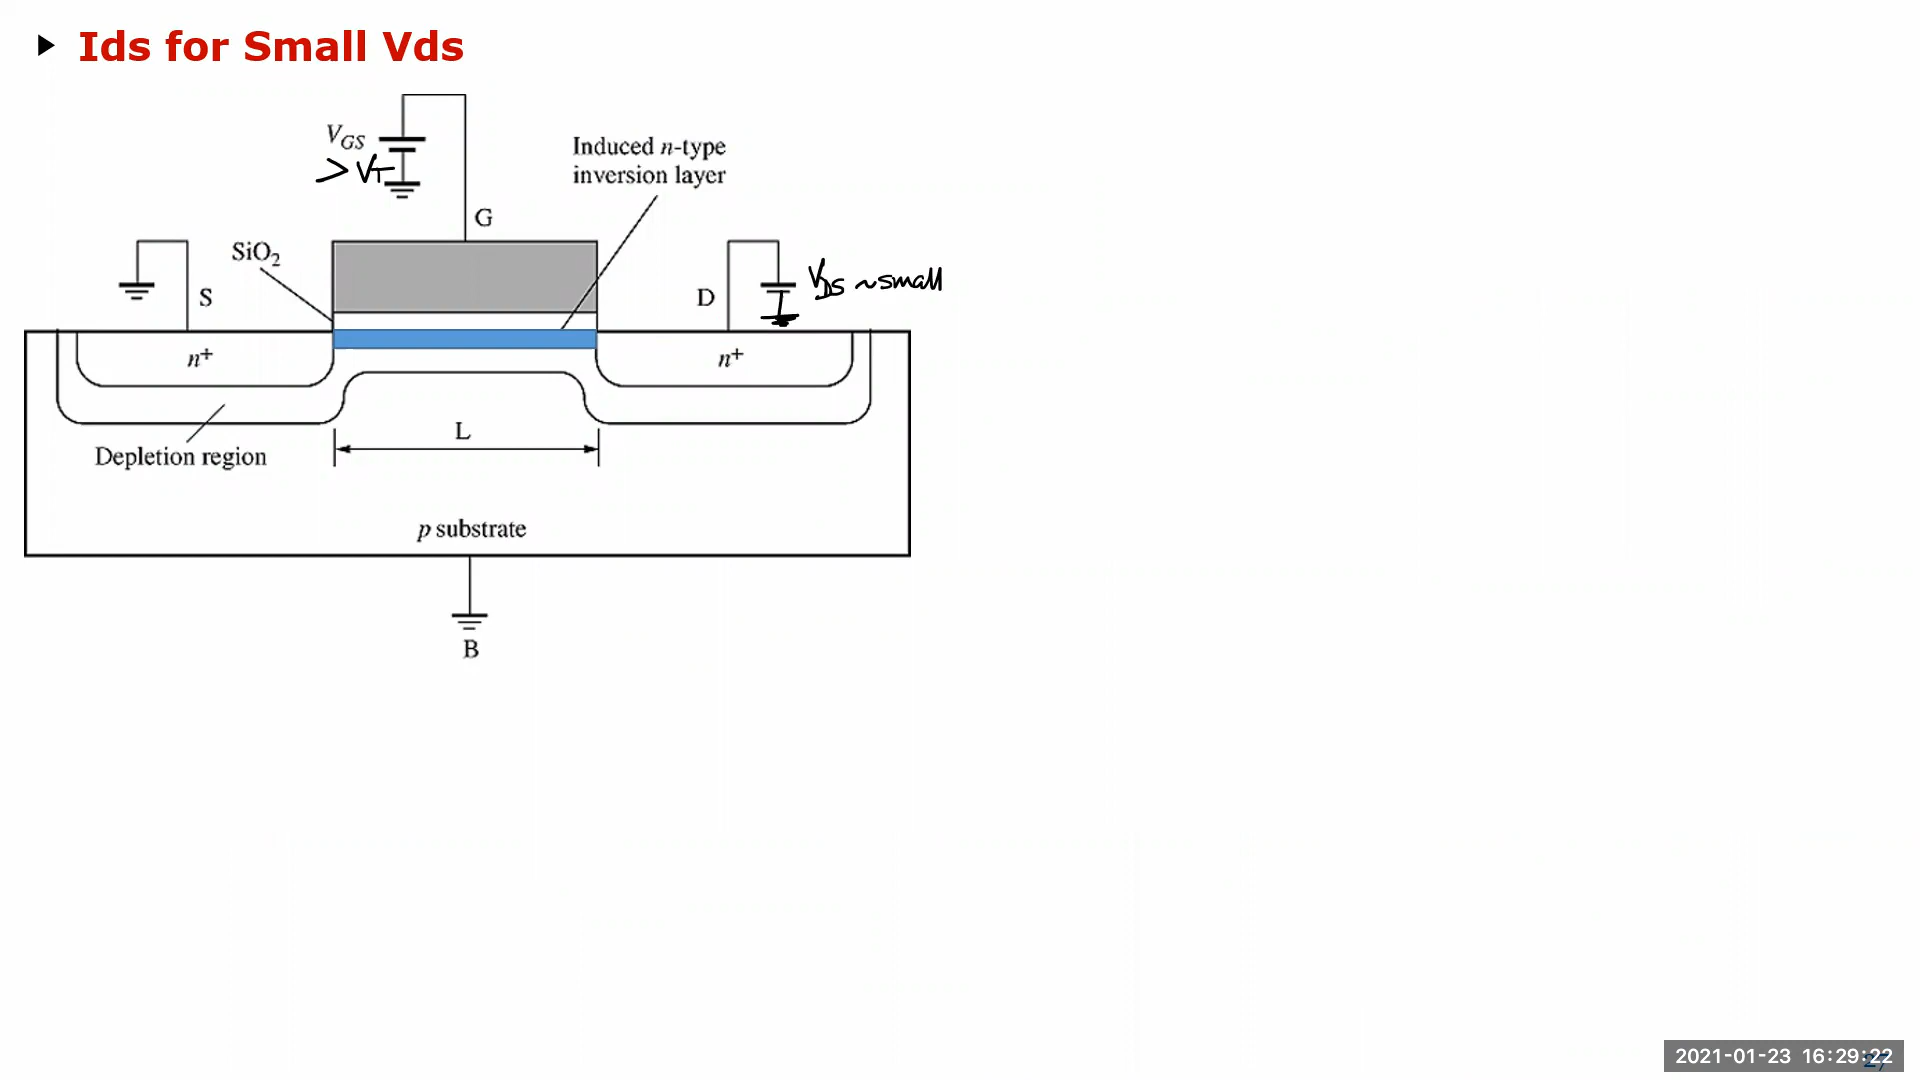 Ids for Small Vds
VGS
> VT
Induced n-type
inversion layer
G
SiO2
S
D
VDS ~small
n+
n+
L
Depletion region
p substrate
B
2021-01-23 16:29:22
27